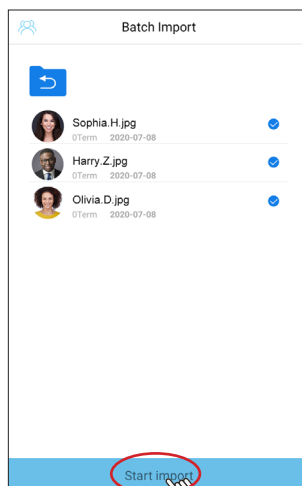 Batch Import
Sophia.H.jpg
0Term 2020-07-08
Harry.Z.jpg
0Term 2020-07-08
Olivia.D.jpg
0Term 2020-07-08
Start import